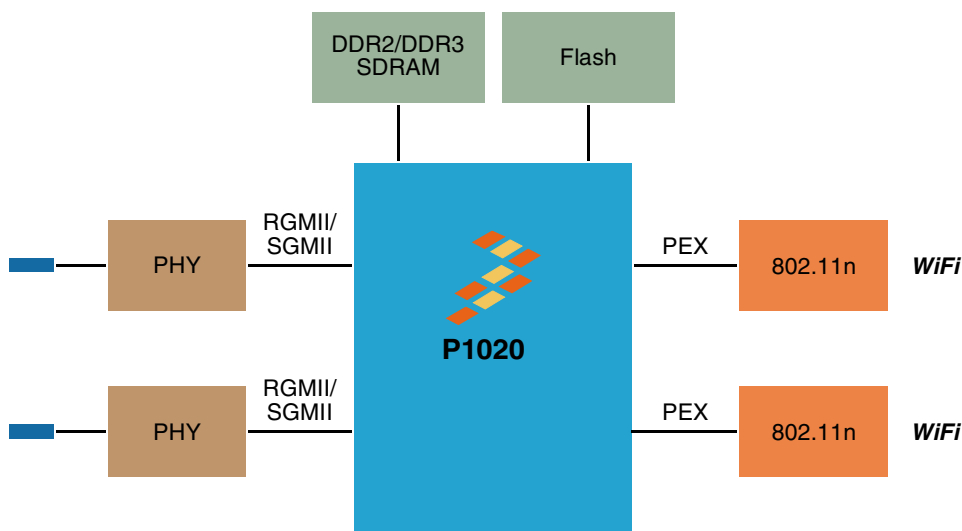 DDR2/DDR3
SDRAM
Flash
RGMII/
SGMII
PHY
PEX
802.11n
WiFi
P1020
RGMII/
SGMII
PHY
PEX
802.11n
WiFi